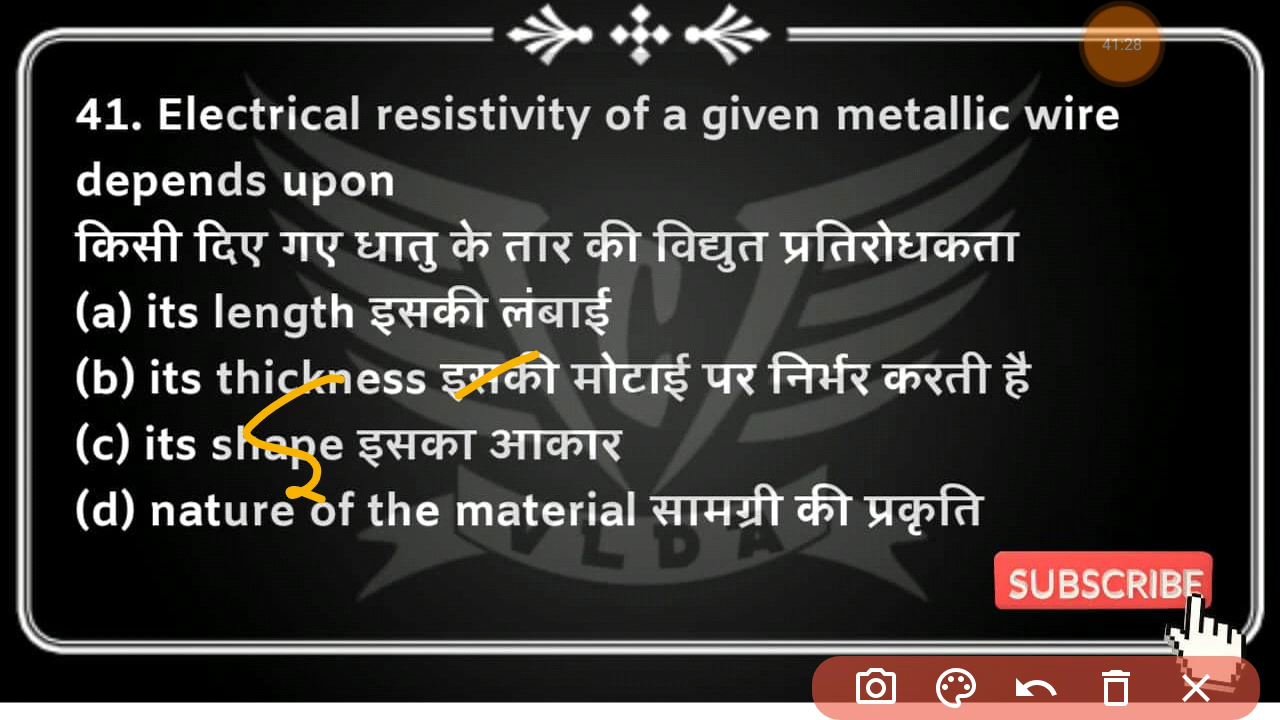 41:28
41. Electrical resistivity of a given metallic wire
depends upon
किसी दिए गए धातु के तार की विद्युत प्रतिरोधकता
(a) its length इसकी लंबाई
(b) its thickness इसकी मोटाई पर निर्भर करती है
(c) its shape इसका आकार
(d) nature of the material सामग्री की प्रकृति
VLDA
SUBSCRIBE